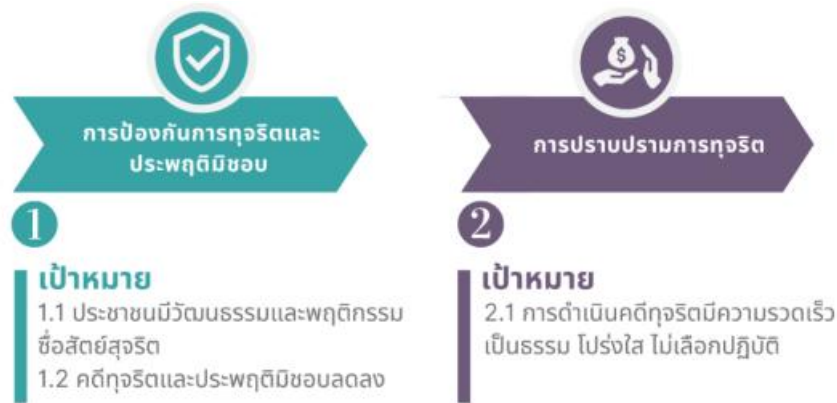 การป้องกันการทุจริตและ
ประพฤติมิชอบ
1
เป้าหมาย
1.1 ประชาชนมีวัฒนธรรมและพฤติกรรม
ซื่อสัตย์สุจริต
1.2 คดีทุจริตและประพฤติมิชอบลดลง
$
การปราบปรามการทุจริต
2
เป้าหมาย
2.1 การดำเนินคดีทุจริตมีความรวดเร็ว
เป็นธรรม โปร่งใส ไม่เลือกปฏิบัติ